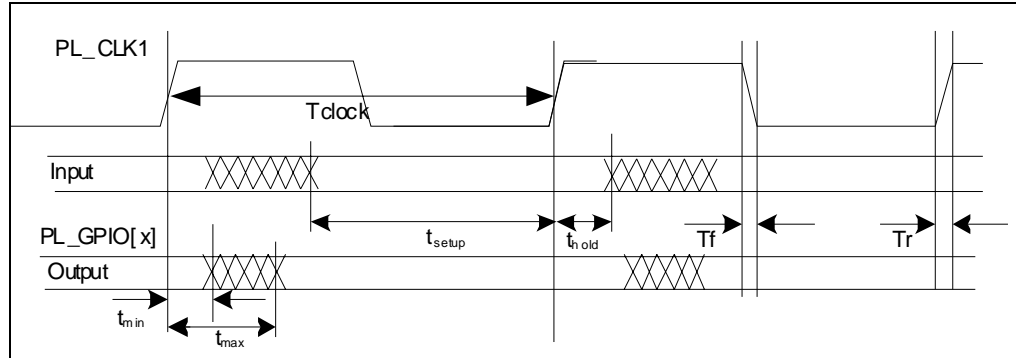 PL_CLK1
Tclock
Input
tsetup
thold
Tf
Tr
PL_GPIO[x]
Output
tmin
tmax